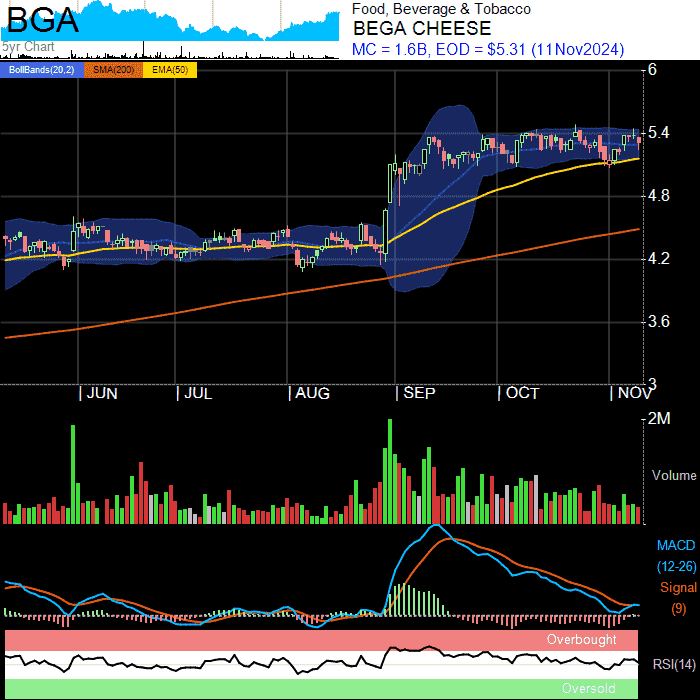 BGA
5yr Chart
Food, Beverage & Tobacco
BEGA CHEESE
MC = 1.6B, EOD = $5.31 (11Nov2024)
BollBands(20,2) SMA(200) EMA(50)
6
5.4
4.8
4.2
3.6
3
JUN JUL AUG SEP OCT NOV
2M
Volume
MACD
(12-26)
Signal
(9)
Overbought
RSI(14)
Oversold